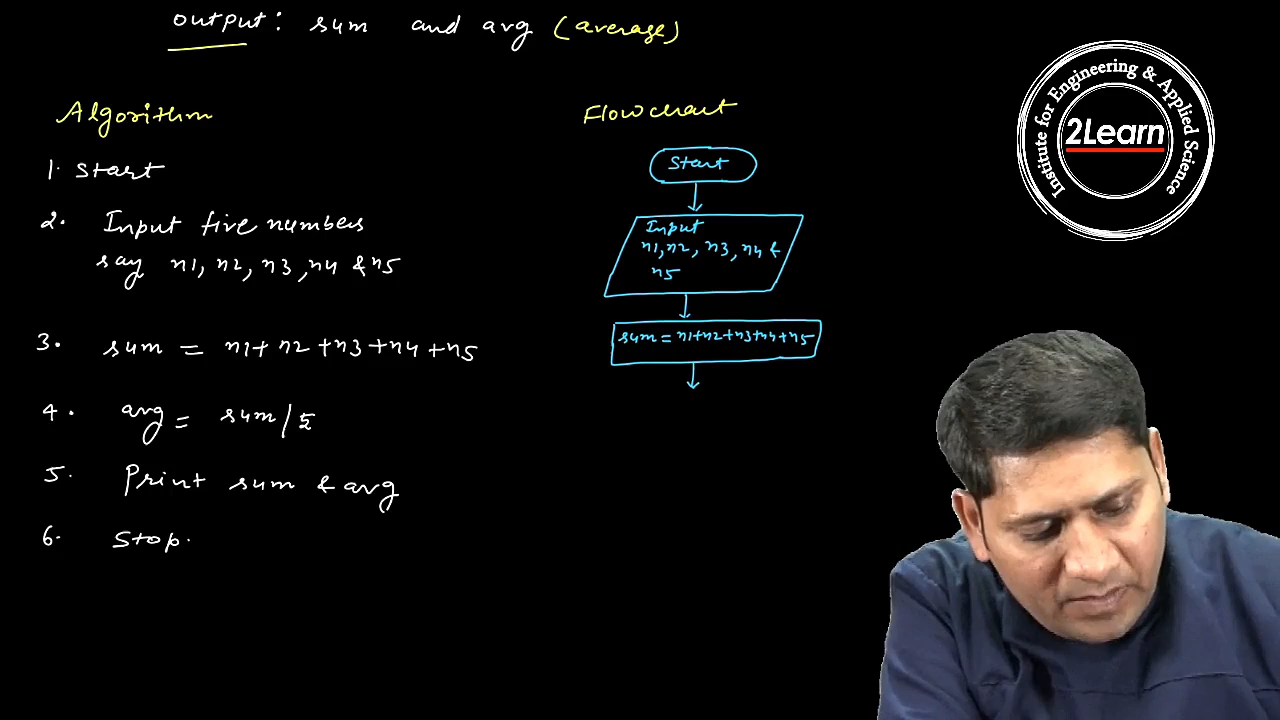 output: sum and avg (average)
Algorithm
1. Start
2. Input five numbers
say n1, n2, n3, n4 & n5
3. sum = n1+ n2 +n3 +n4 +n5
4. avg = sum/5
5. Print sum & avg
6. Stop.
Flowchart
Start
Input
n1, n2, n3, n4 &
n5
sum = n1+n2+n3+n4+n5
Institute for Engineering & Applied Science
2Learn